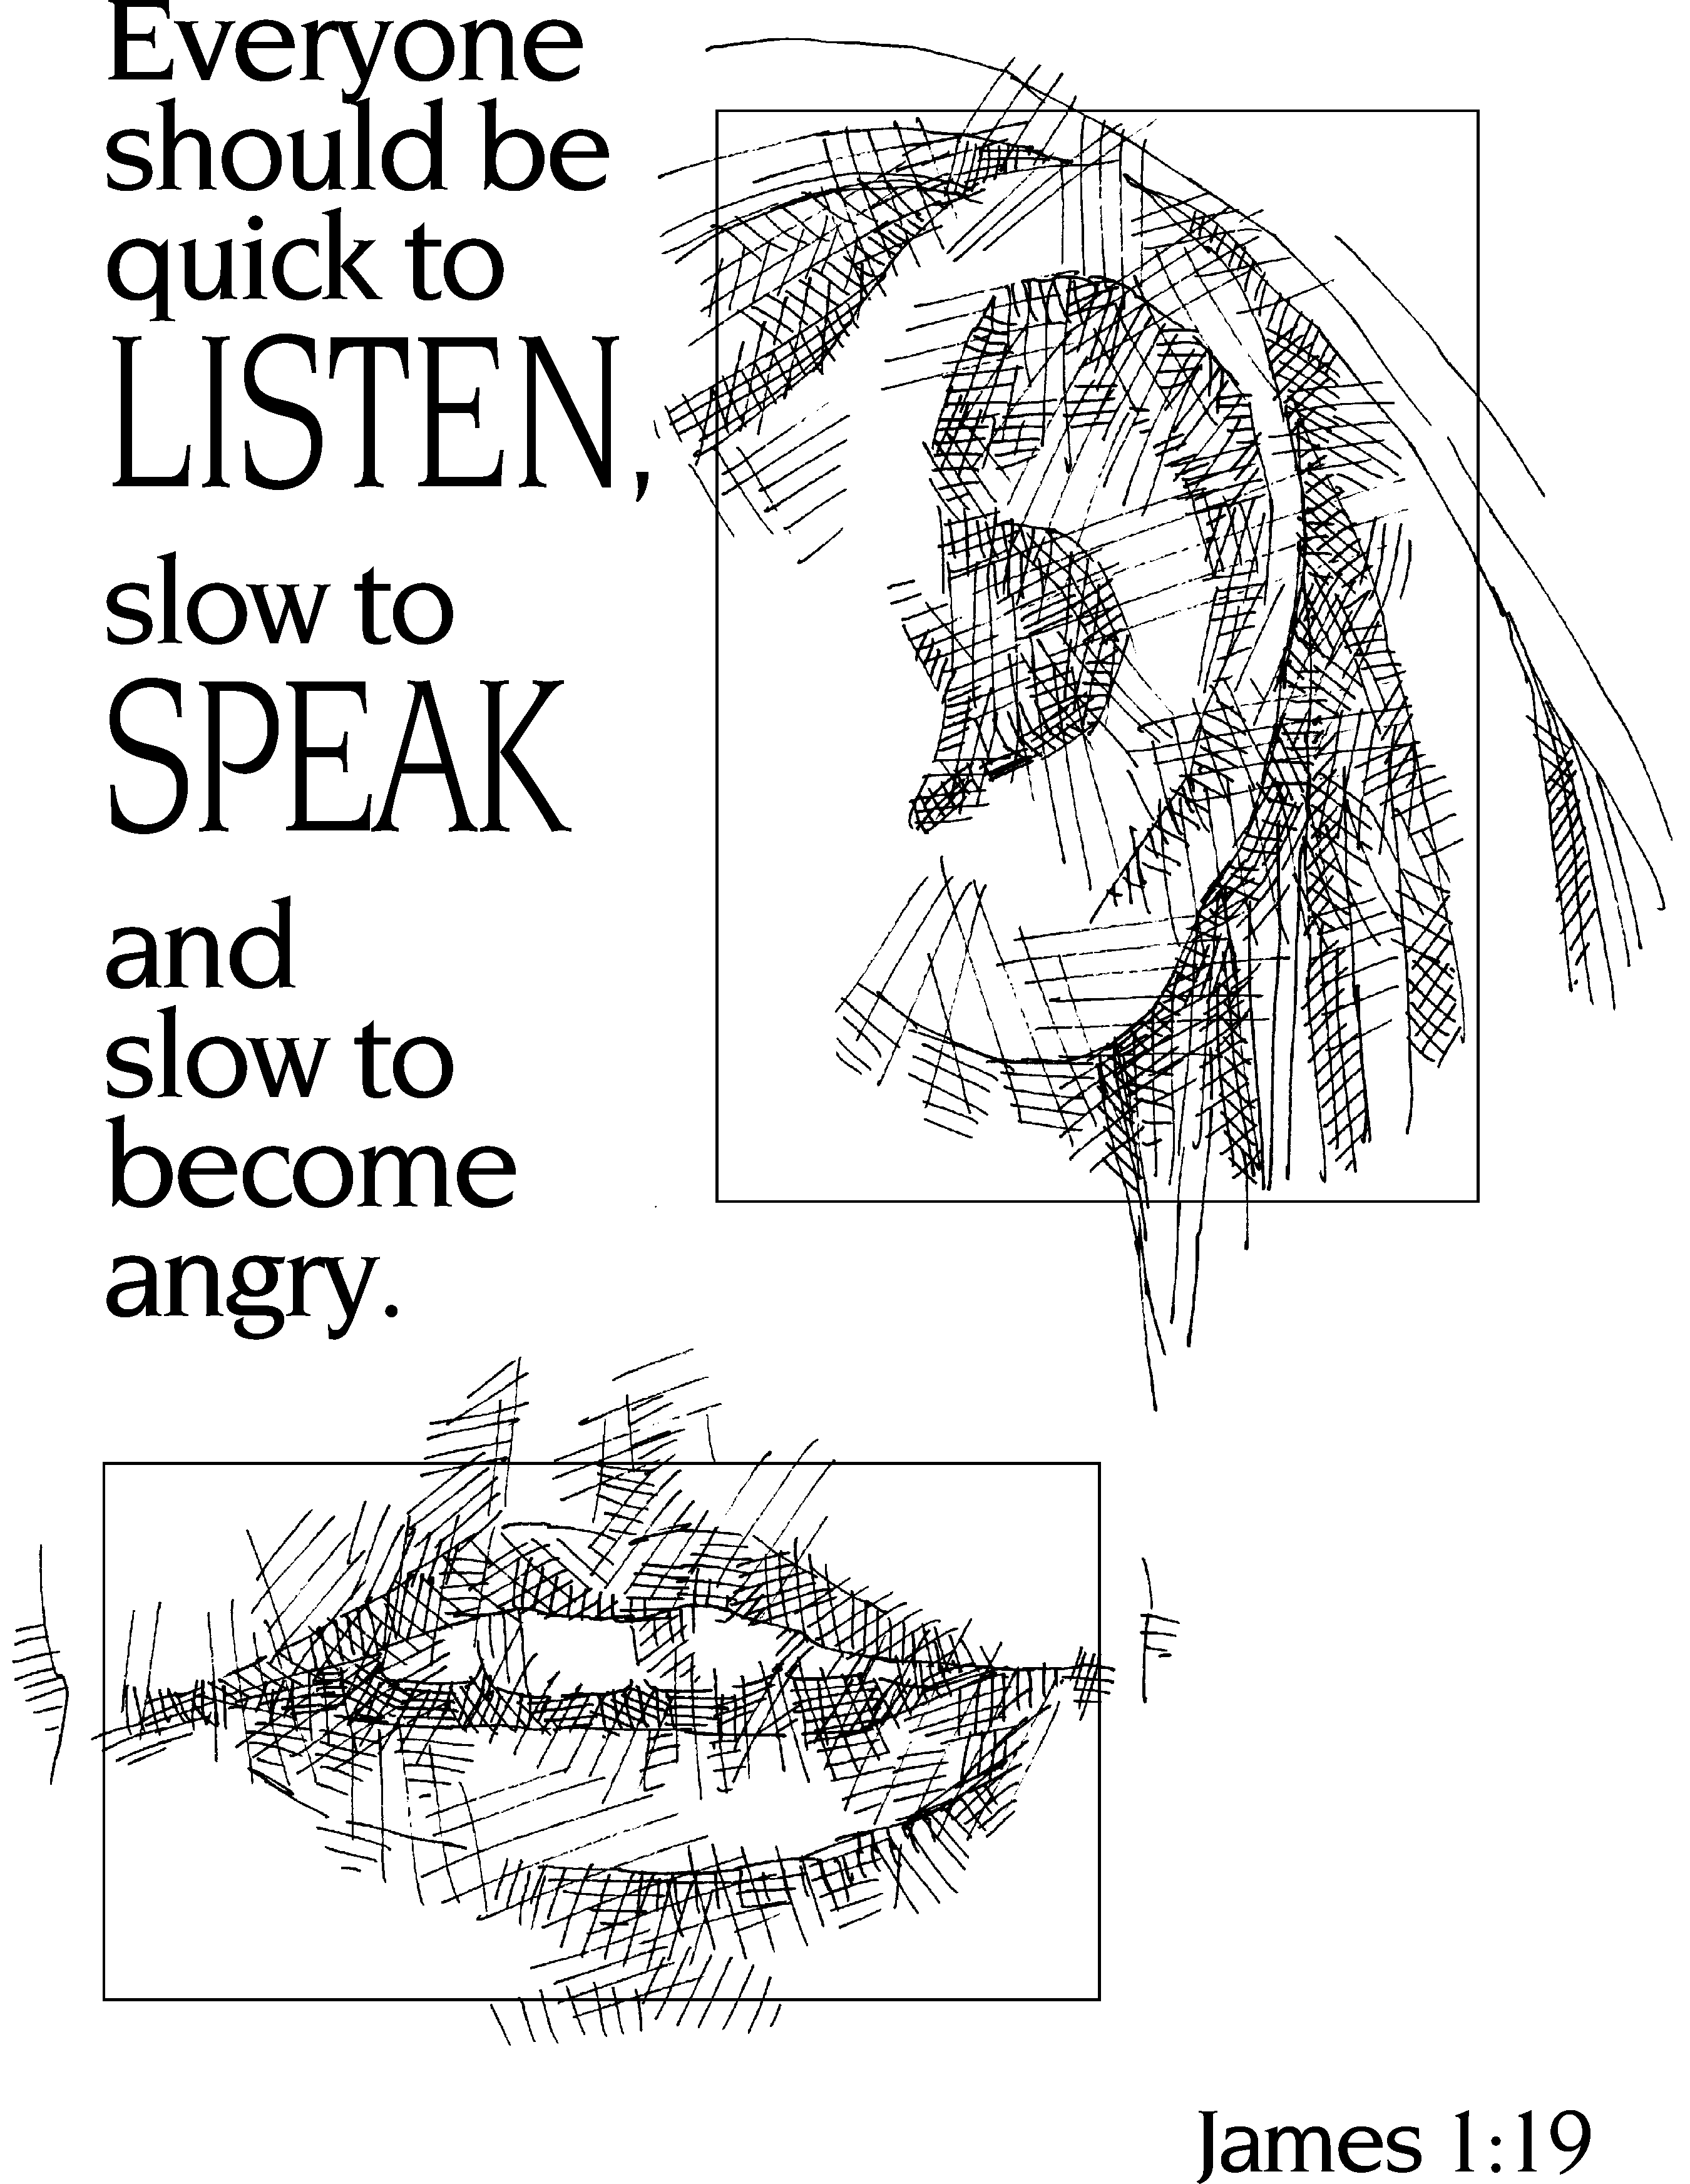 Everyone
should be
quick to
LISTEN,
slow to
SPEAK
and
slow to
become
angry.
James 1:19